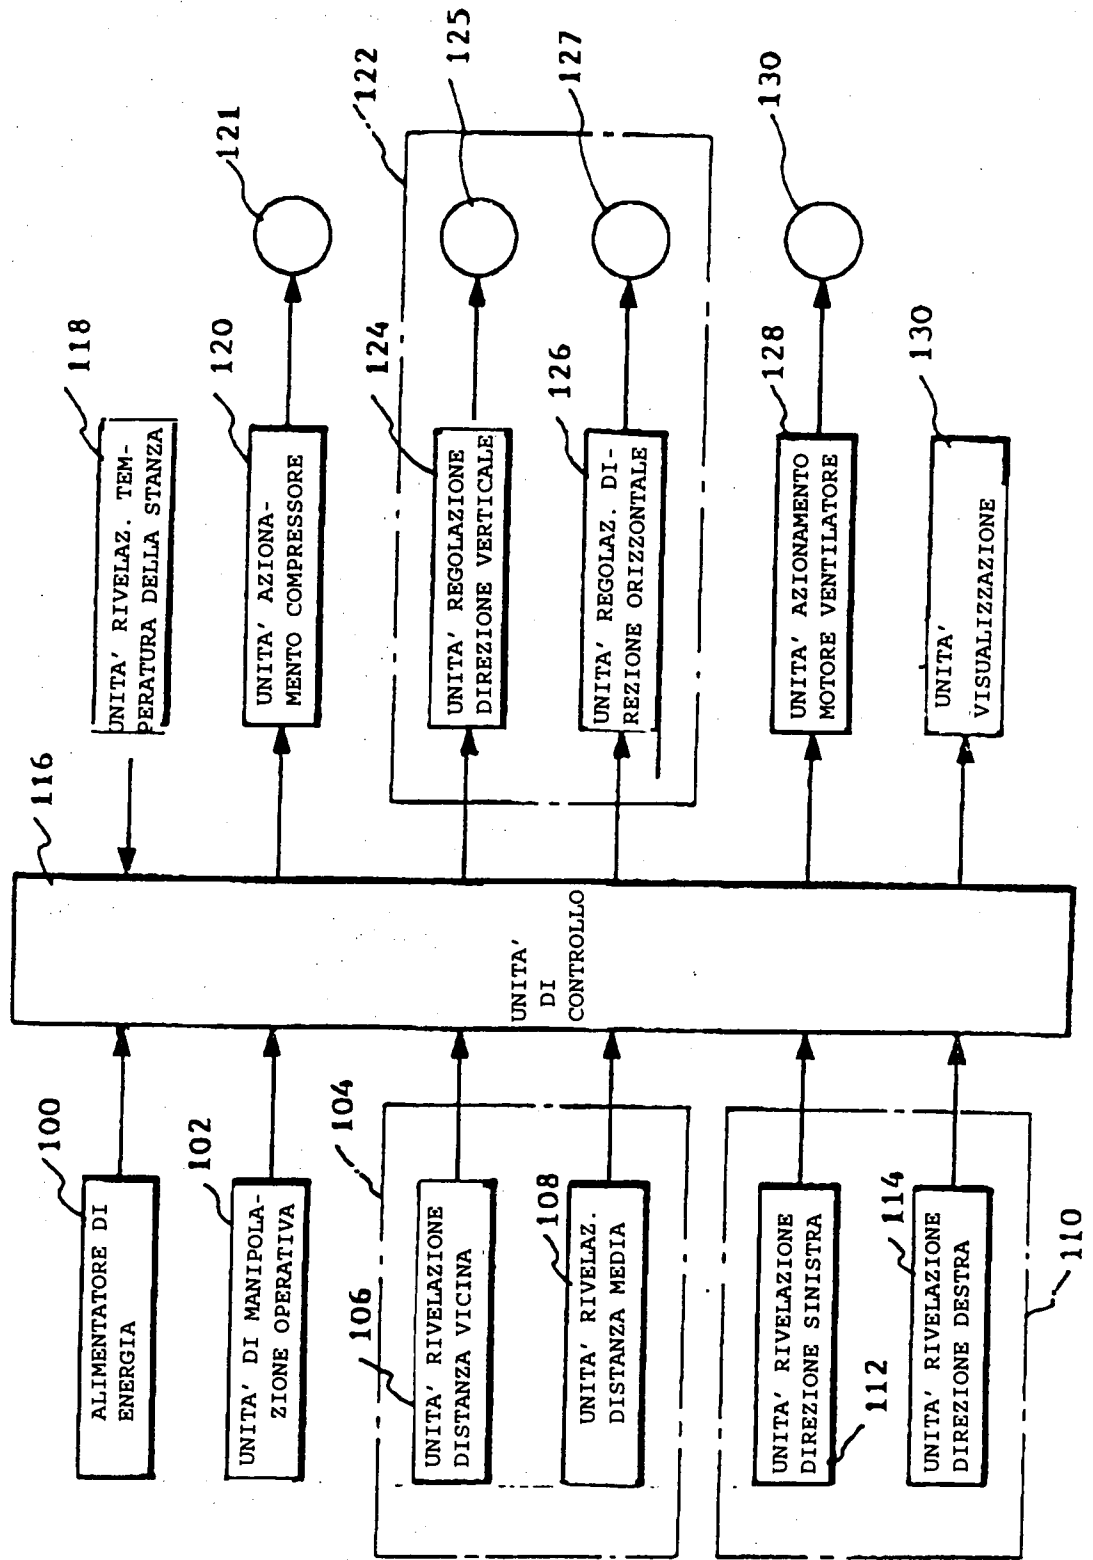 100
ALIMENTATORE DI
ENERGIA
102
UNITA' DI MANIPOLA-
ZIONE OPERATIVA
104
106
UNITA' RIVELAZIONE
DISTANZA VICINA
108
UNITA' RIVELAZ.
DISTANZA MEDIA
UNITA' RIVELAZIONE
DIREZIONE SINISTRA
112
114
UNITA' RIVELAZIONE
DIREZIONE DESTRA
110
116
UNITA'
DI
CONTROLLO
118
UNITA' RIVELAZ. TEM-
PERATURA DELLA STANZA
120
UNITA' AZIONA-
MENTO COMPRESSORE
121
122
124
UNITA' REGOLAZIONE
DIREZIONE VERTICALE
125
126
UNITA' REGOLAZ. DI-
REZIONE ORIZZONTALE
127
128
UNITA' AZIONAMENTO
MOTORE VENTILATORE
130
130
UNITA'
VISUALIZZAZIONE